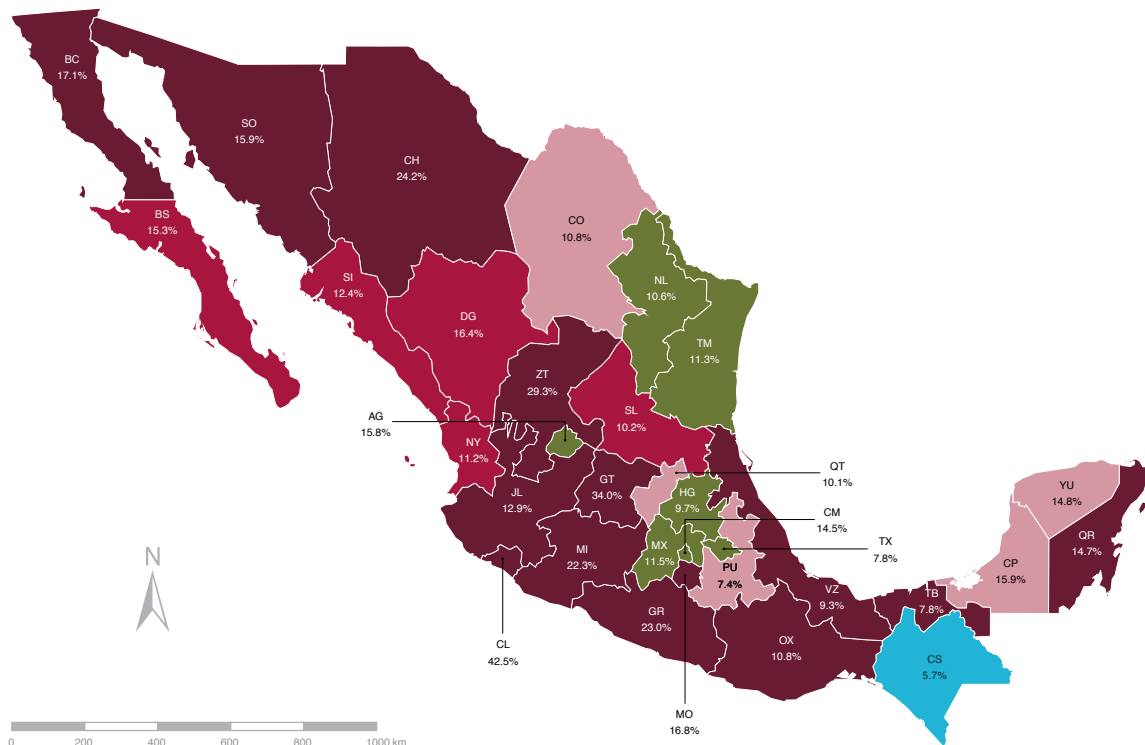 BC
17.1%
SO
15.9%
CH
24.2%
BS
15.3%
CO
10.8%
SI
12.4%
NL
10.6%
DG
16.4%
TM
11.3%
ZT
29.3%
AG
15.8%
SL
10.2%
NY
11.2%
QT
10.1%
GT
34.0%
HG
9.7%
YU
14.8%
JL
12.9%
CM
14.5%
QR
14.7%
TX
7.8%
MI
22.3%
MX
11.5%
PU
7.4%
CP
15.9%
VZ
9.3%
TB
7.8%
N
GR
23.0%
CL
42.5%
OX
10.8%
CS
5.7%
MO
16.8%
0 200 400 600 800 1000 km